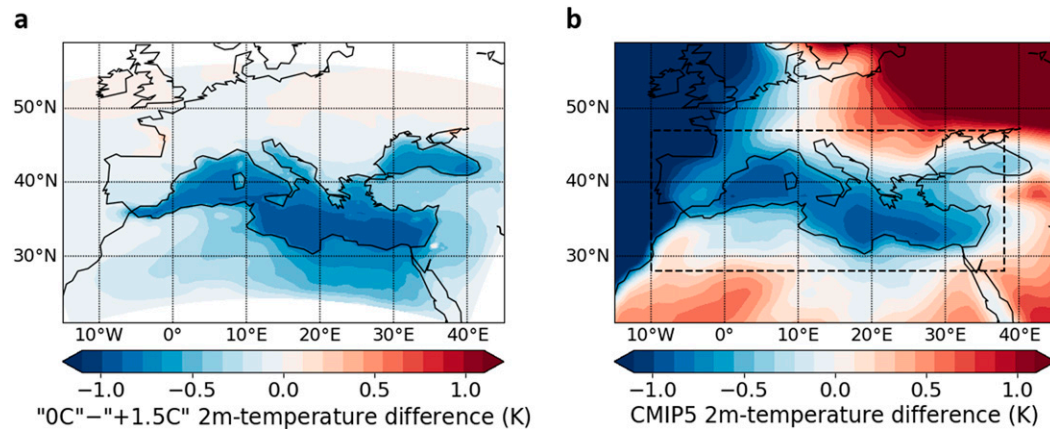 a
50°N
40°N
30°N
10°W 0° 10°E 20°E 30°E 40°E
−1.0 −0.5 0.0 0.5 1.0
"0C"−"+1.5C" 2m-temperature difference (K)
b
50°N
40°N
30°N
10°W 0° 10°E 20°E 30°E 40°E
−1.0 −0.5 0.0 0.5 1.0
CMIP5 2m-temperature difference (K)